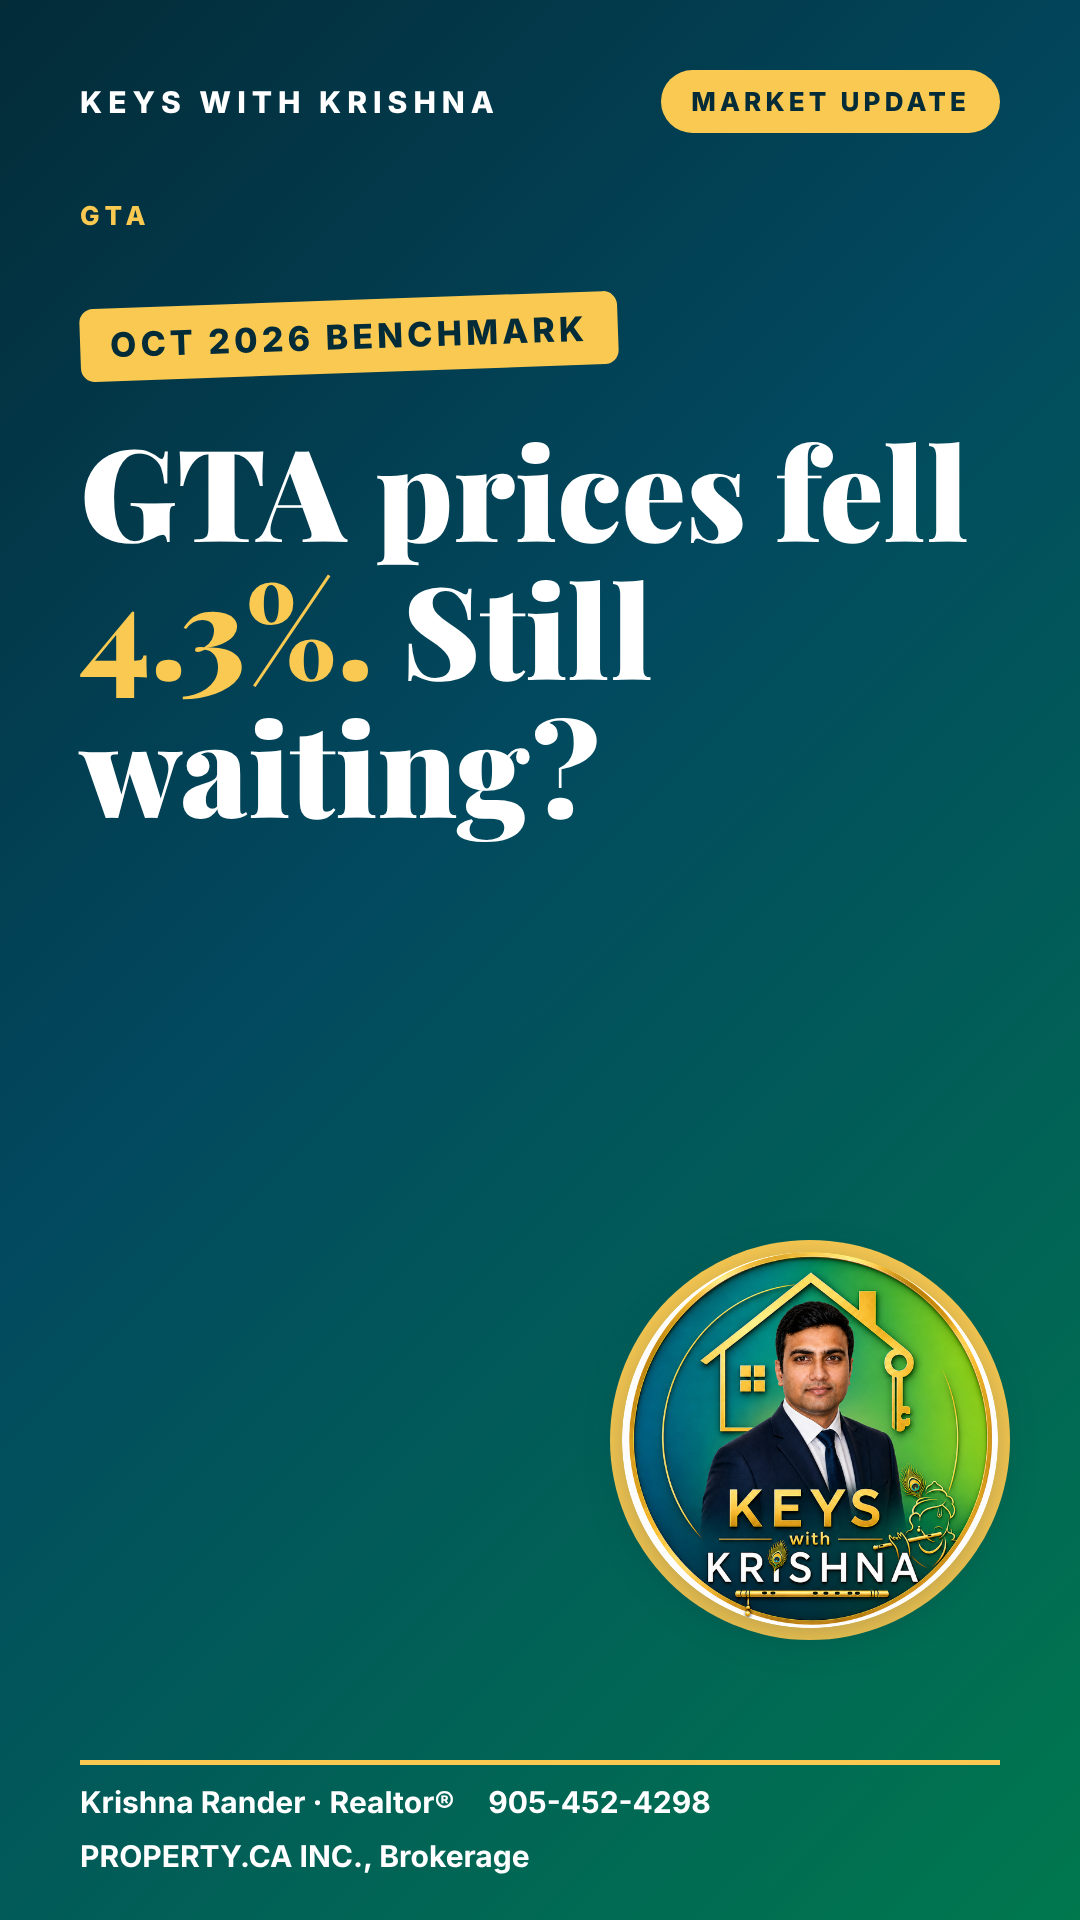 KEYS WITH KRISHNA
MARKET UPDATE
GTA
OCT 2026 BENCHMARK
GTA prices fell
4.3%. Still
waiting?
KEYS
with
KRISHNA
Krishna Rander · Realtor® 905-452-4298
PROPERTY.CA INC., Brokerage